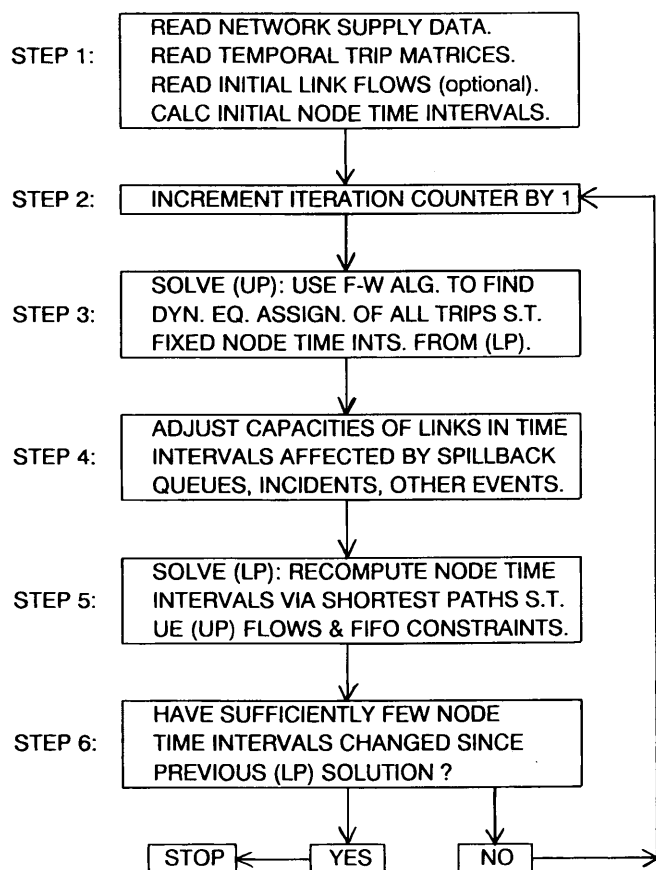 STEP 1:
READ NETWORK SUPPLY DATA.
READ TEMPORAL TRIP MATRICES.
READ INITIAL LINK FLOWS (optional).
CALC INITIAL NODE TIME INTERVALS.
STEP 2:
INCREMENT ITERATION COUNTER BY 1
STEP 3:
SOLVE (UP): USE F-W ALG. TO FIND
DYN. EQ. ASSIGN. OF ALL TRIPS S.T.
FIXED NODE TIME INTS. FROM (LP).
STEP 4:
ADJUST CAPACITIES OF LINKS IN TIME
INTERVALS AFFECTED BY SPILLBACK
QUEUES, INCIDENTS, OTHER EVENTS.
STEP 5:
SOLVE (LP): RECOMPUTE NODE TIME
INTERVALS VIA SHORTEST PATHS S.T.
UE (UP) FLOWS & FIFO CONSTRAINTS.
STEP 6:
HAVE SUFFICIENTLY FEW NODE
TIME INTERVALS CHANGED SINCE
PREVIOUS (LP) SOLUTION ?
STOP
YES
NO